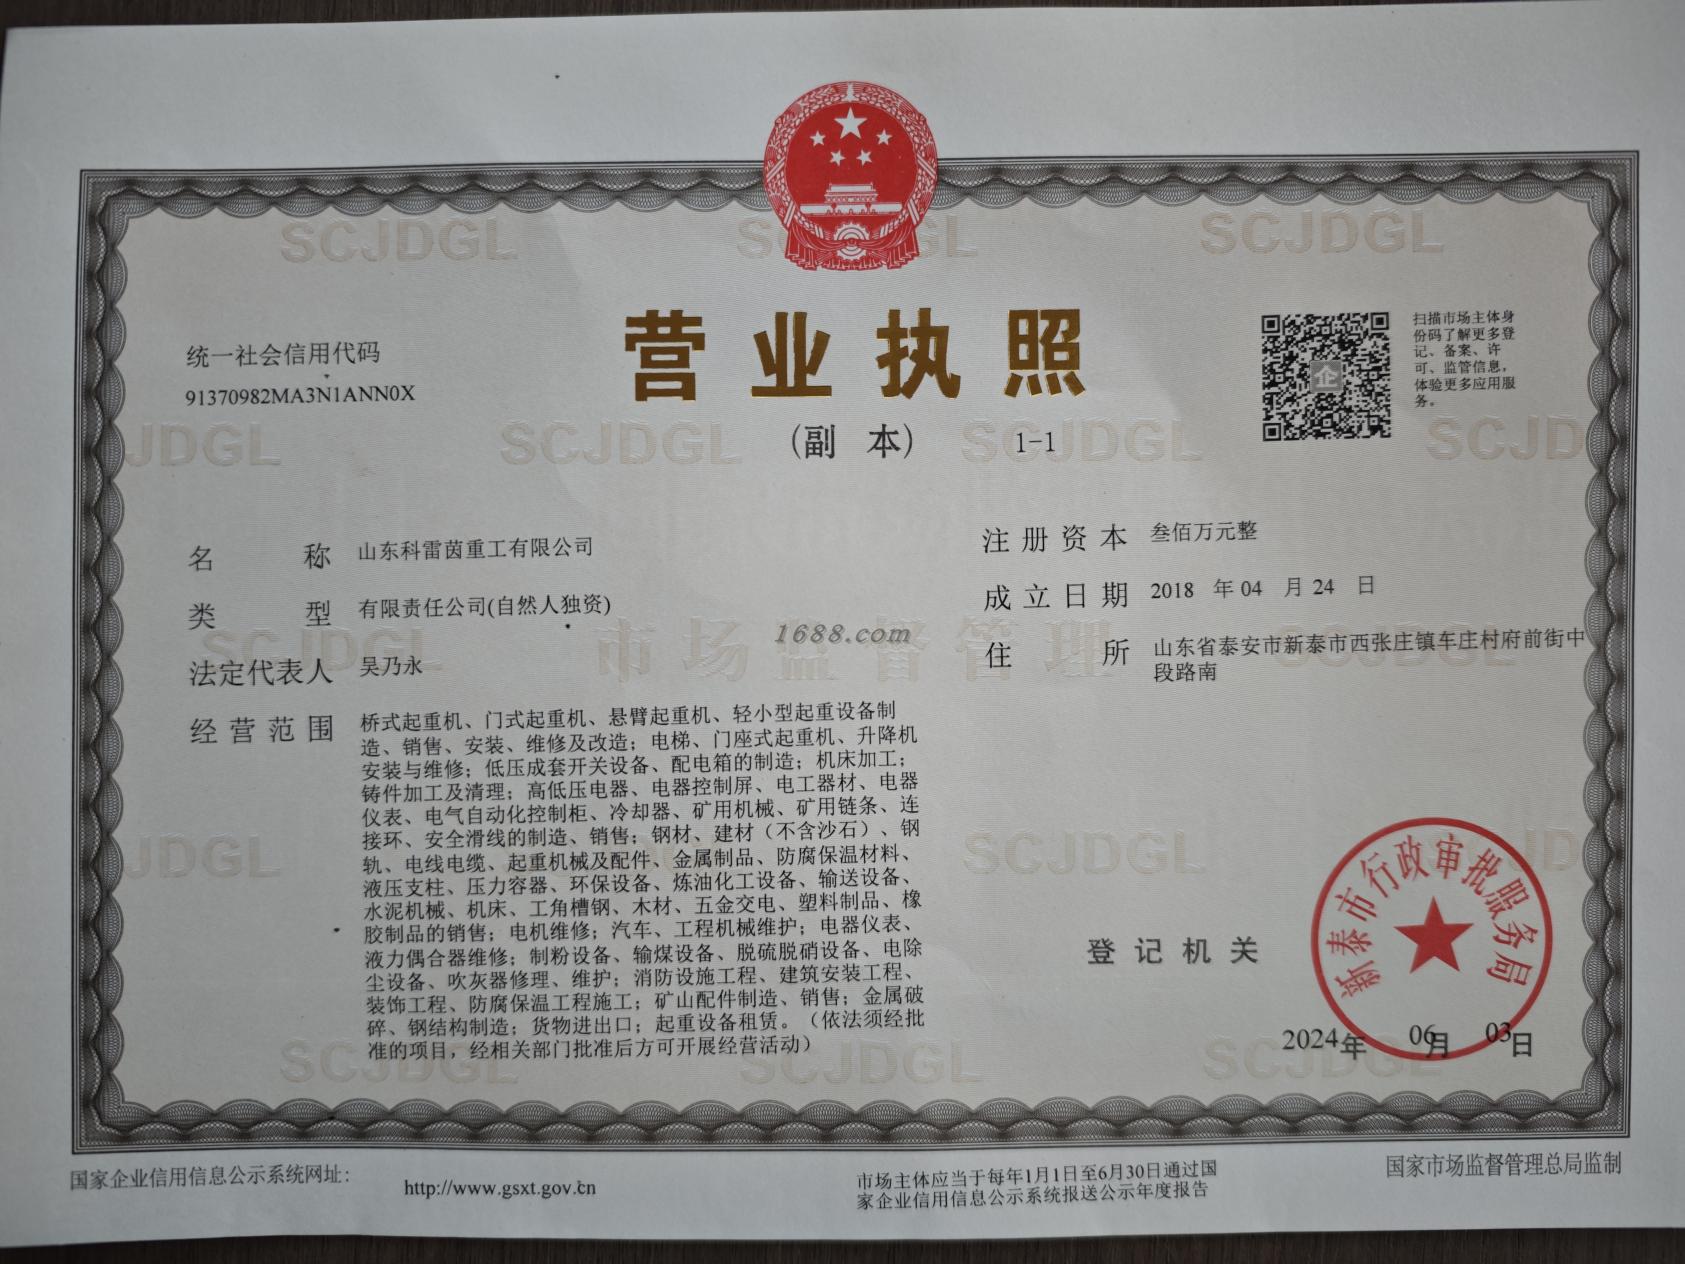 统一社会信用代码
91370982MA3N1ANN0X
营业执照
(副 本) 1-1
扫描市场主体身
份码了解更多登
记、备案、许
可、监管信息，
体验更多应用服
务。
名 称 山东科雷茵重工有限公司
类 型 有限责任公司(自然人独资)
法定代表人 吴乃永
经营范围 桥式起重机、门式起重机、悬臂起重机、轻小型起重设备制
造、销售、安装、维修及改造；电梯、门座式起重机、升降机
安装与维修；低压成套开关设备、配电箱的制造；机床加工；
铸件加工及清理；高低压电器、电器控制屏、电工器材、电器
仪表、电气自动化控制柜、冷却器、矿用机械、矿用链条、连
接环、安全滑线的制造、销售；钢材、建材（不含沙石）、钢
轨、电线电缆、起重机械及配件、金属制品、防腐保温材料、
液压支柱、压力容器、环保设备、炼油化工设备、输送设备、
水泥机械、机床、工角槽钢、木材、五金交电、塑料制品、橡
胶制品的销售；电机维修；汽车、工程机械维护；电器仪表、
液力偶合器维修；制粉设备、输煤设备、脱硫脱硝设备、电除
尘设备、吹灰器修理、维护；消防设施工程、建筑安装工程、
装饰工程、防腐保温工程施工；矿山配件制造、销售；金属破
碎、钢结构制造；货物进出口；起重设备租赁。（依法须经批
准的项目，经相关部门批准后方可开展经营活动）
注册资本 叁佰万元整
成立日期 2018 年 04 月 24 日
住 所 山东省泰安市新泰市西张庄镇车庄村府前街中
段路南
1688.com
市场监督管理
SCJDGL
登记机关
新泰市行政审批服务局
2024年 06月 03日
国家企业信用信息公示系统网址：
http://www.gsxt.gov.cn
市场主体应当于每年1月1日至6月30日通过国
家企业信用信息公示系统报送公示年度报告
国家市场监督管理总局监制
企